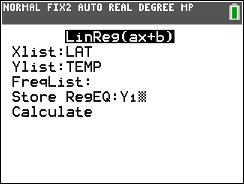 NORMAL FIX2 AUTO REAL DEGREE MP
LinReg(ax+b)
Xlist:LAT
Ylist:TEMP
FreqList:
Store RegEQ:Y₁
Calculate